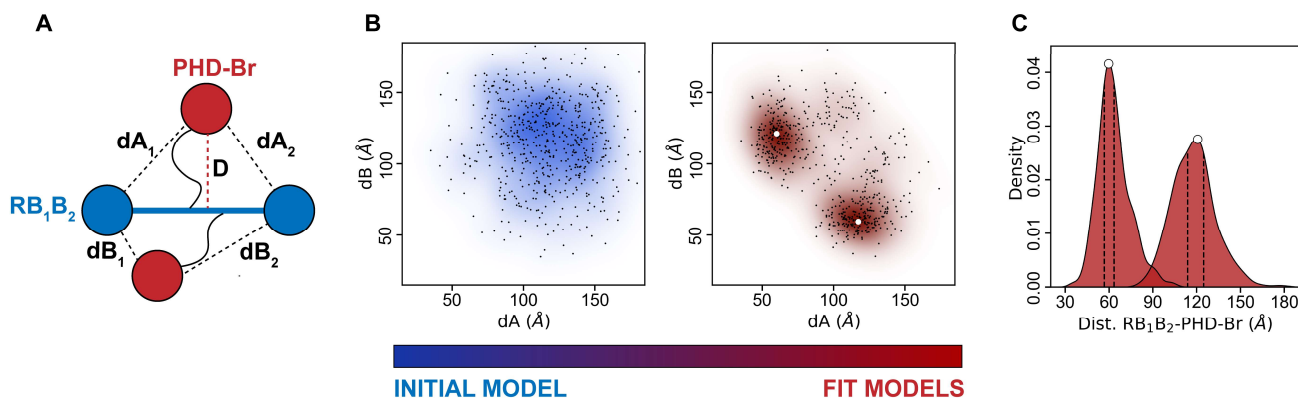 A
PHD-Br
dA₁
dA₂
D
RB₁B₂
dB₁
dB₂
B
150
100
50
dB (Å)
50
100
150
dA (Å)
150
100
50
dB (Å)
50
100
150
dA (Å)
INITIAL MODEL
FIT MODELS
C
0.04
0.03
0.02
0.01
0.00
Density
30
60
90
120
150
180
Dist. RB₁B₂-PHD-Br (Å)